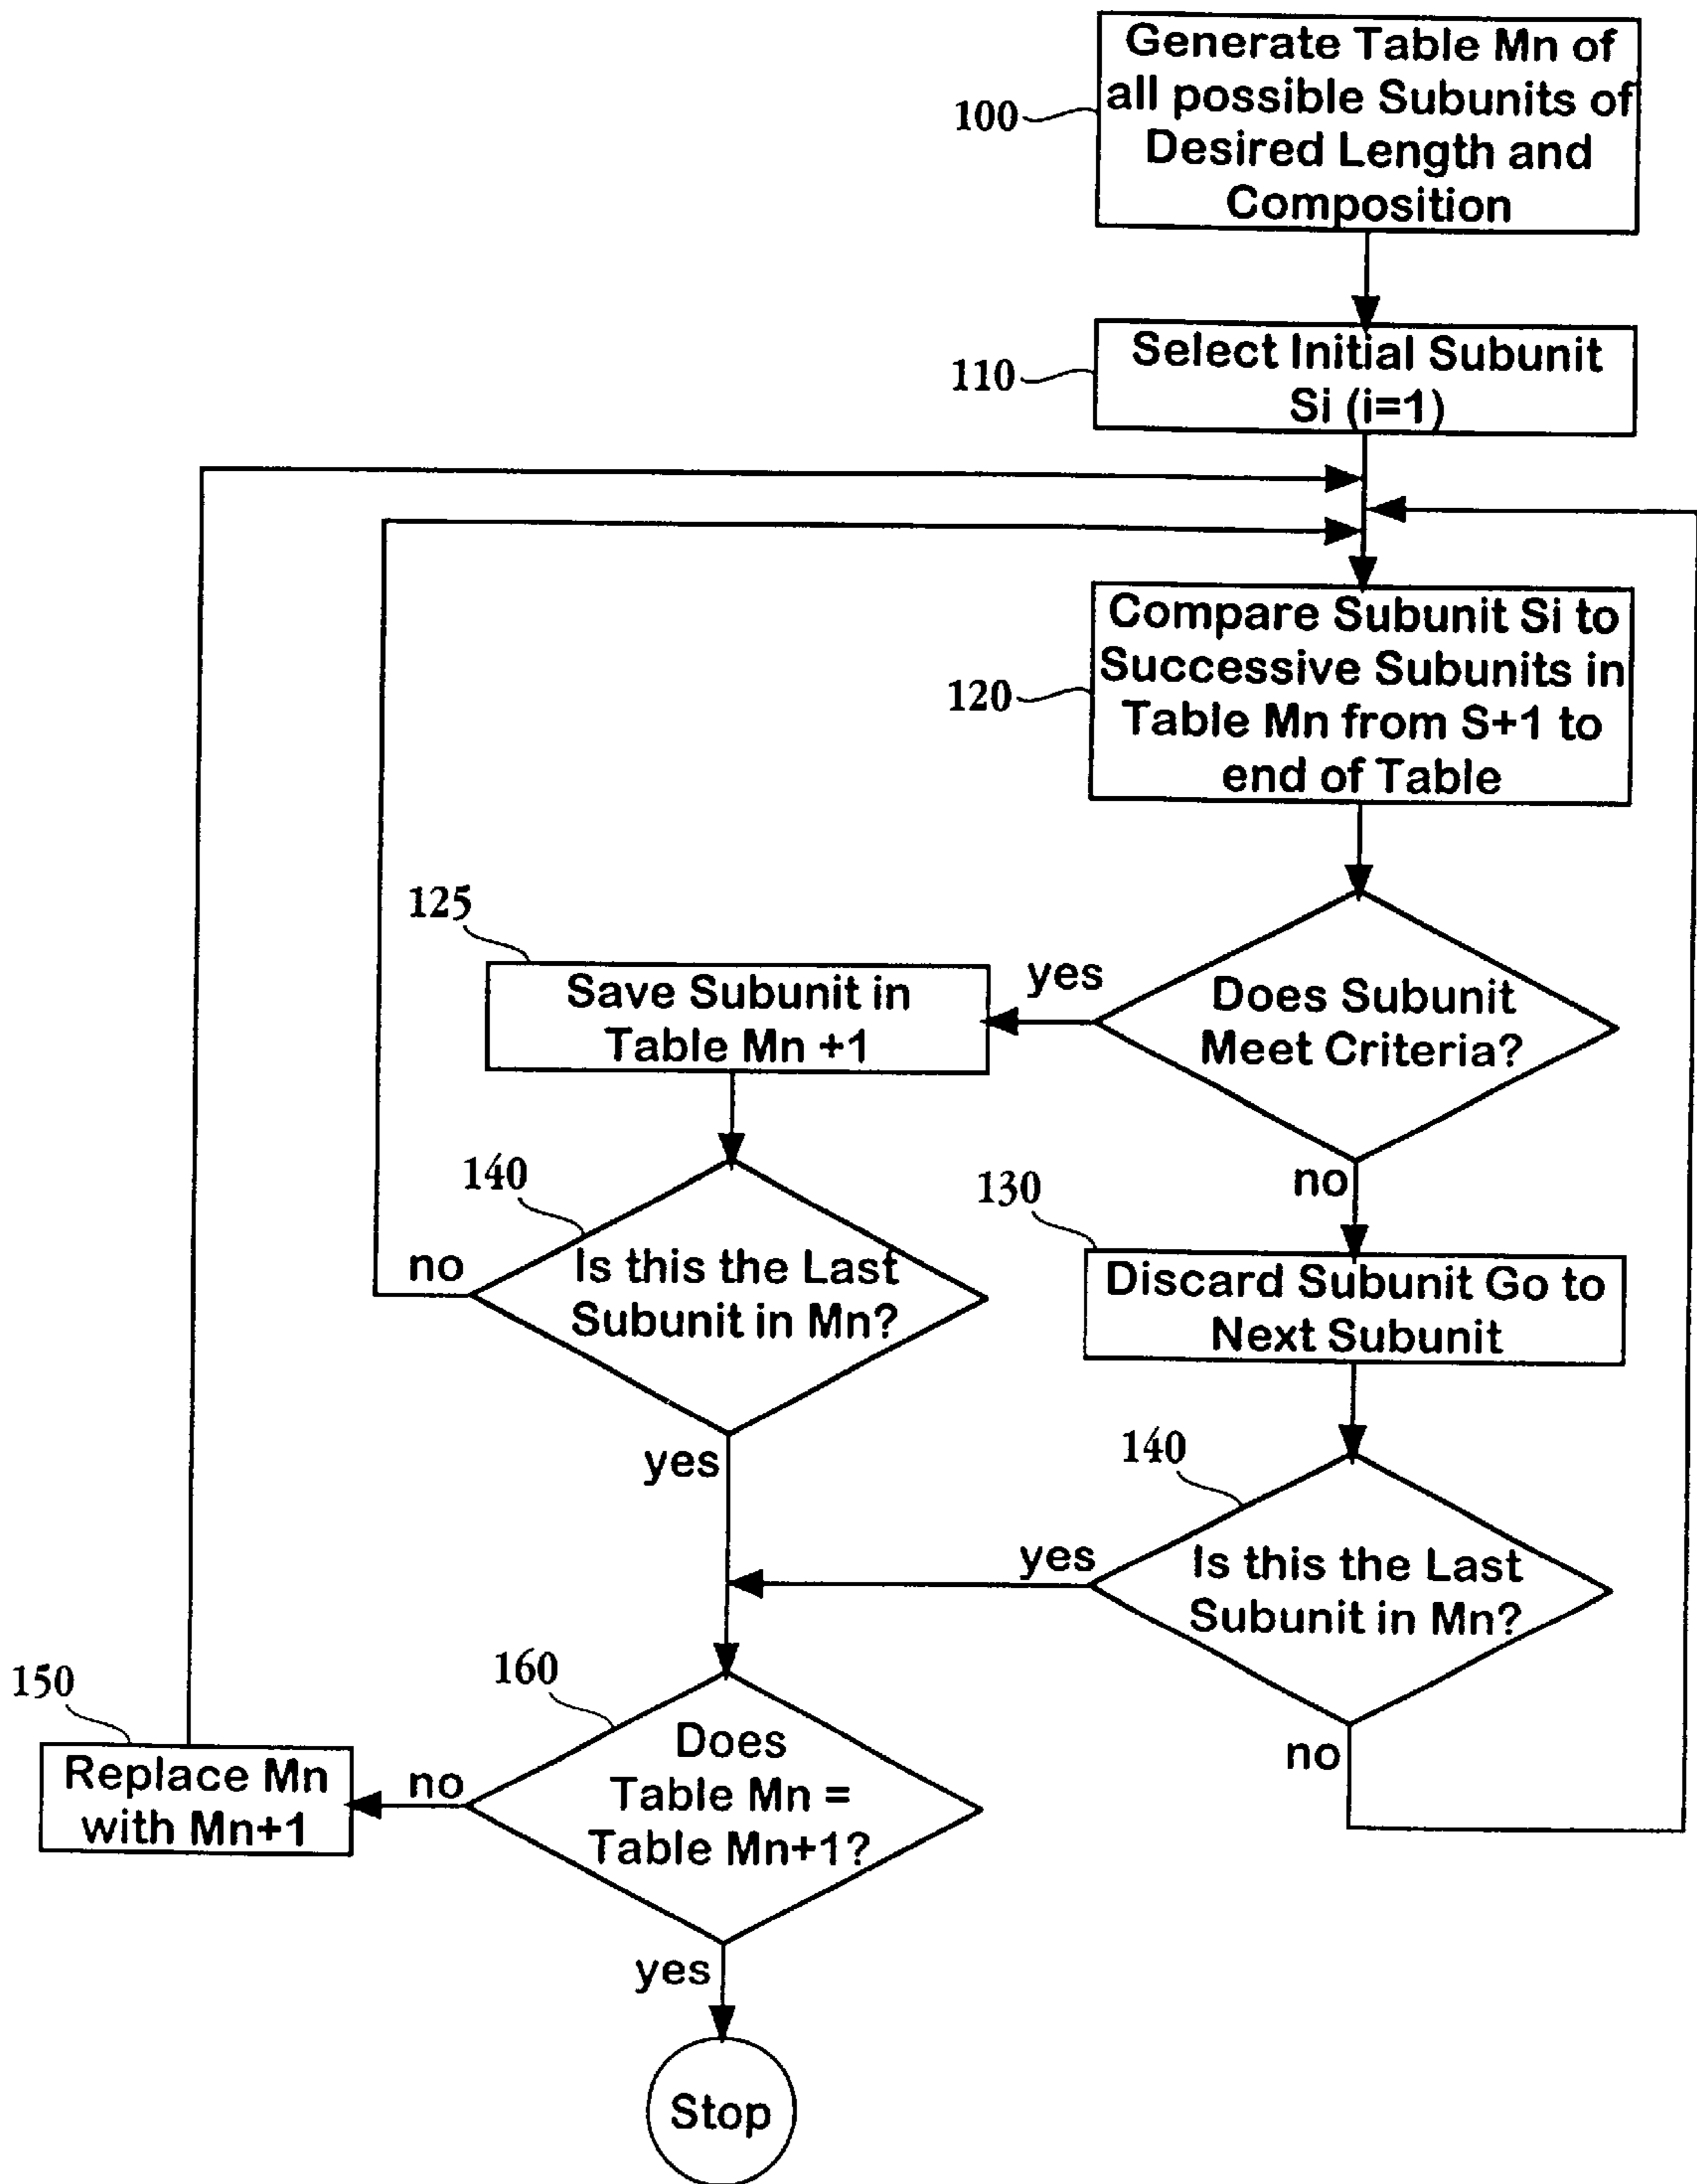 Generate Table Mn of
all possible Subunits of
Desired Length and
Composition
100
Select Initial Subunit
Si (i=1)
110
Compare Subunit Si to
Successive Subunits in
Table Mn from S+1 to
end of Table
120
Does Subunit
Meet Criteria?
yes
no
125
Save Subunit in
Table Mn +1
140
Is this the Last
Subunit in Mn?
no
yes
130
Discard Subunit Go to
Next Subunit
140
Is this the Last
Subunit in Mn?
yes
no
160
Does
Table Mn =
Table Mn+1?
no
yes
150
Replace Mn
with Mn+1
Stop